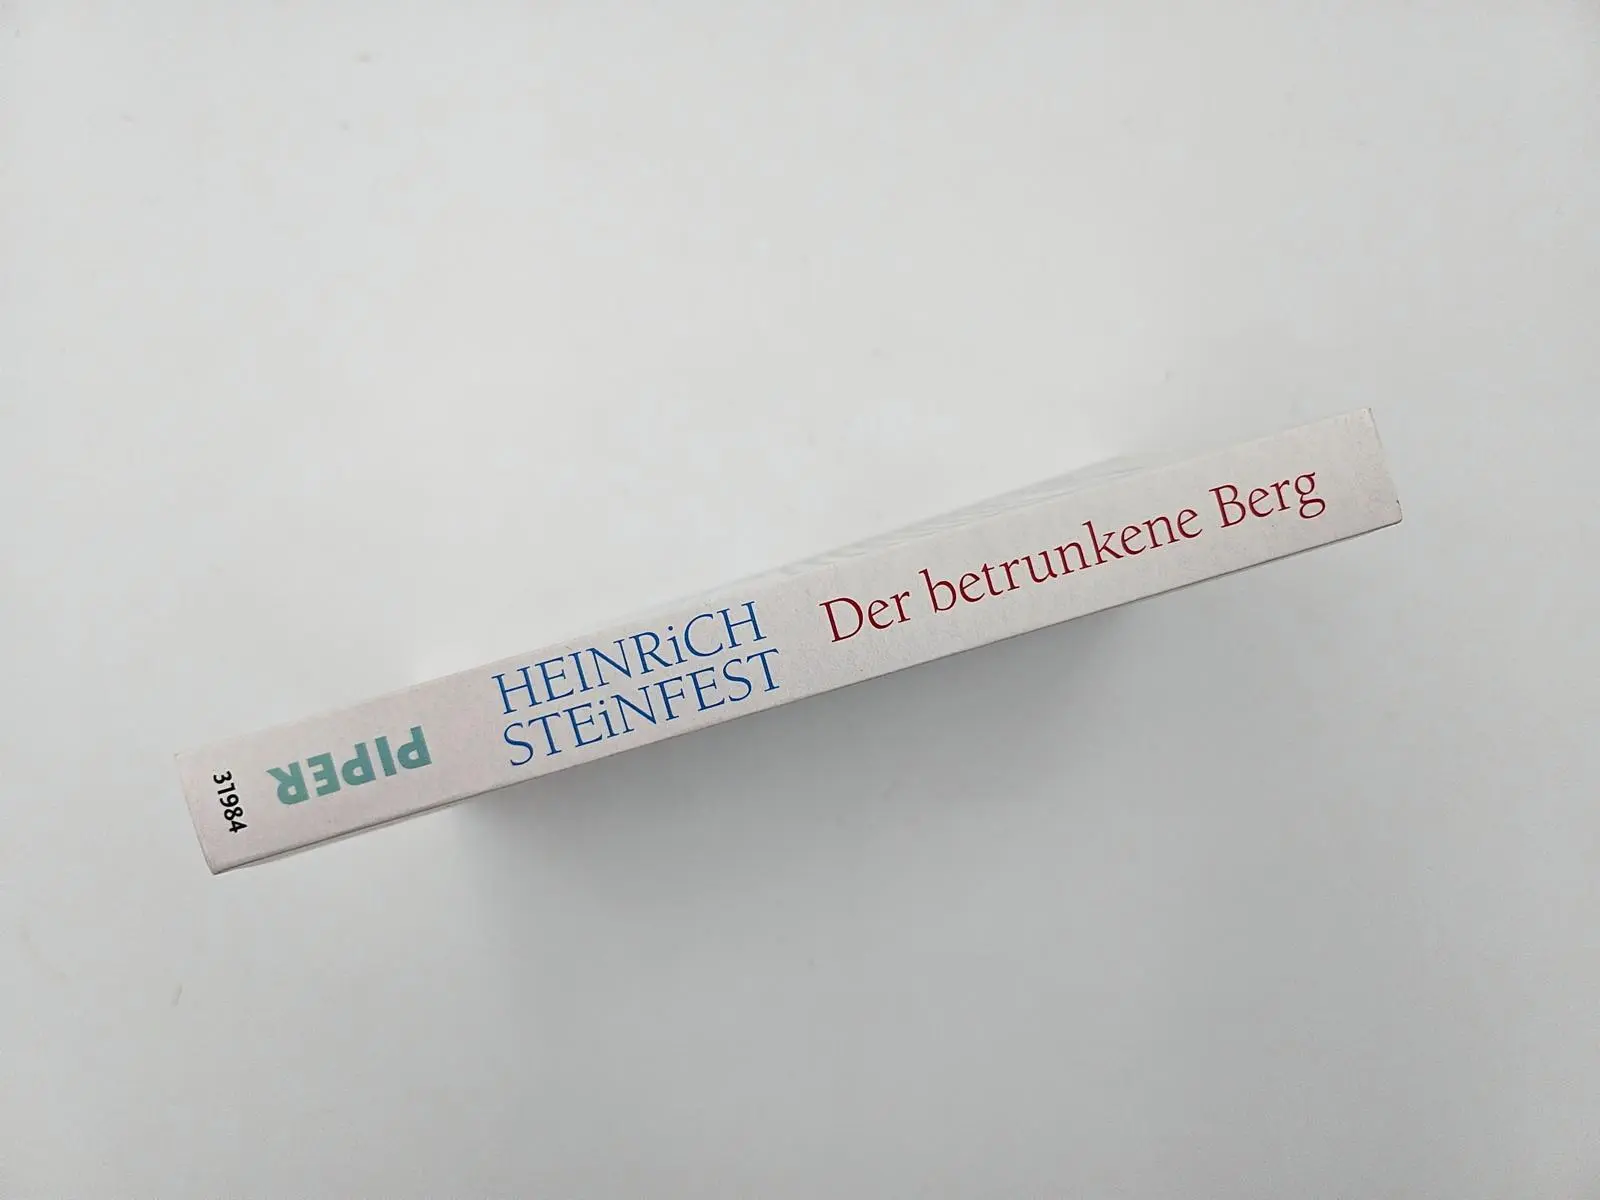 HEINRiCH
STEiNFEST
Der betrunkene Berg
PIPER
31984